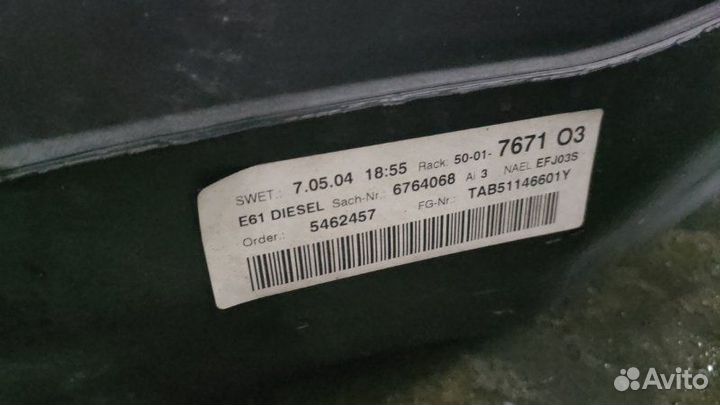 SWET.: 7.05.04 18:55 Rack: 50-01- 7671 03
E61 DIESEL Sach-Nr.: 6764068 AI 3 NAEL EFJ03S
Order.: 5462457 FG-Nr.: TAB51146601Y
Avito